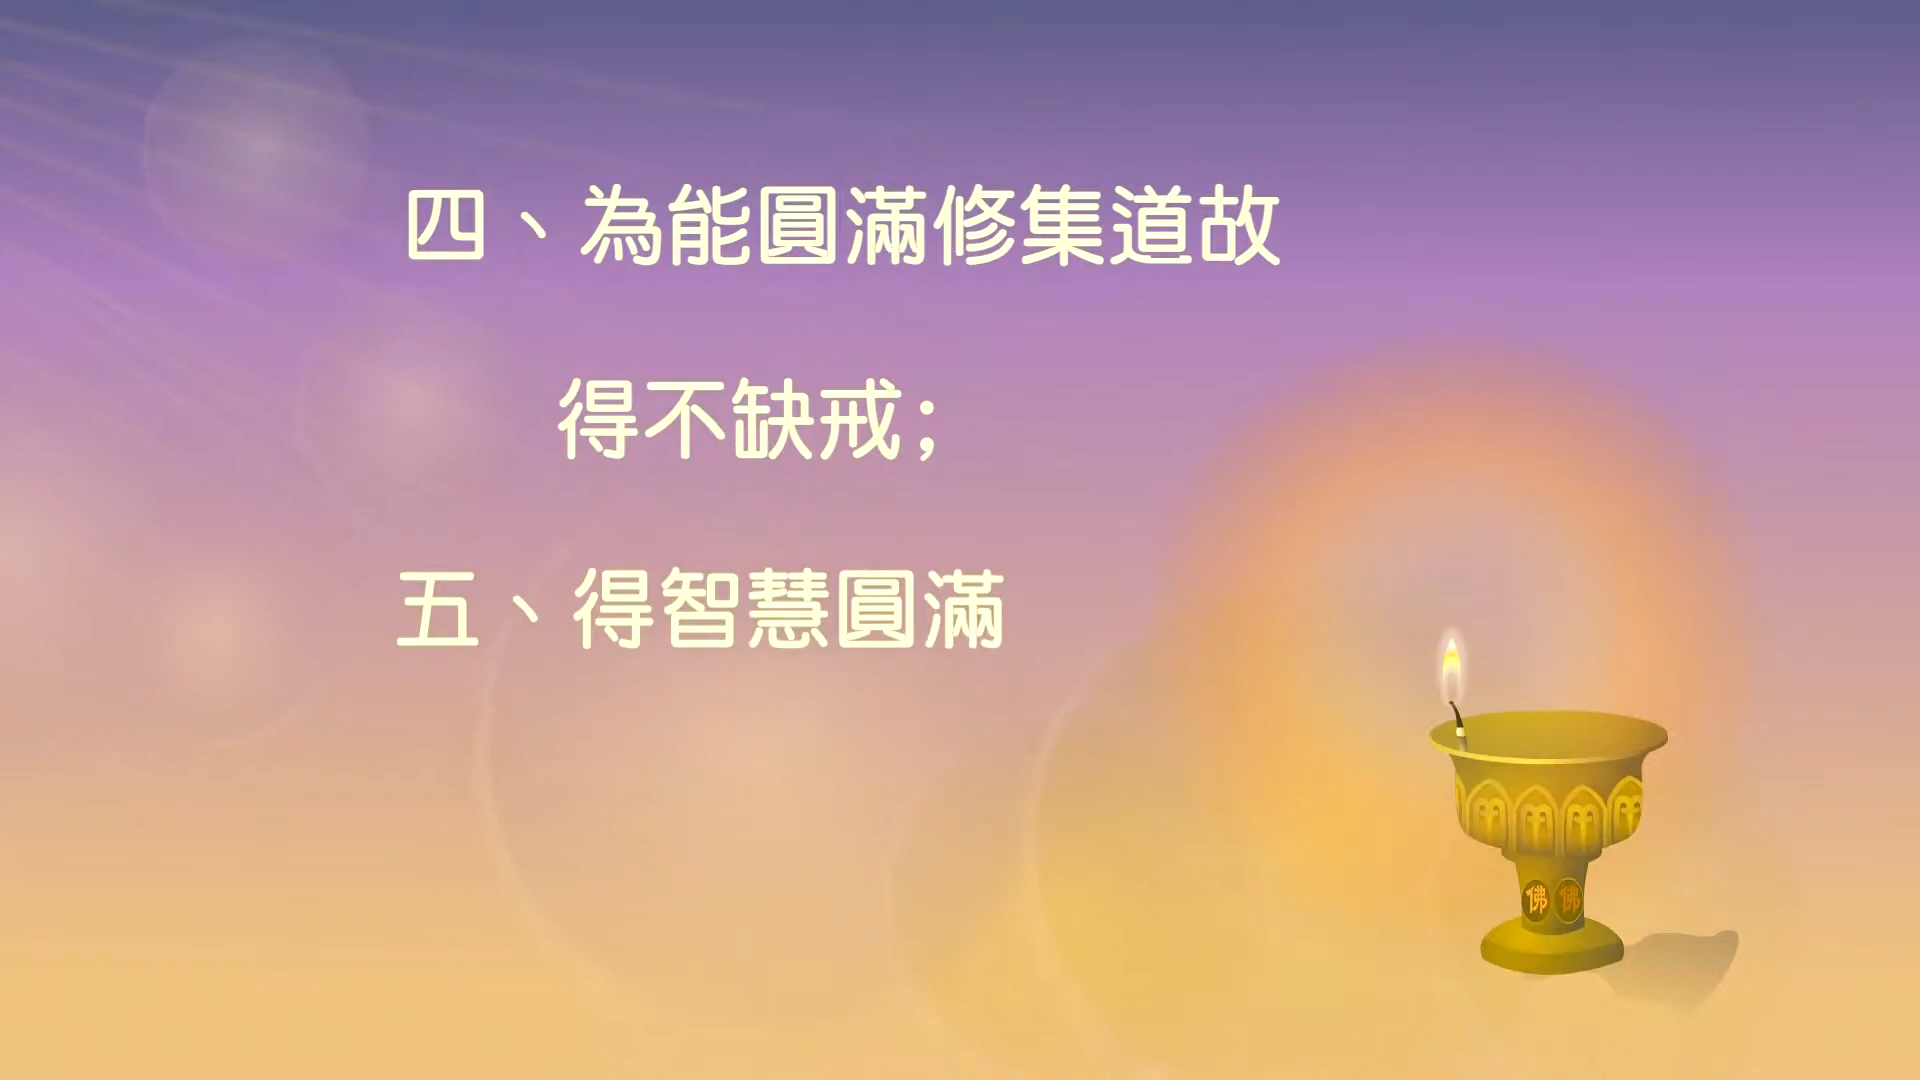 四、為能圓滿修集道故
得不缺戒；
五、得智慧圓滿
佛 佛